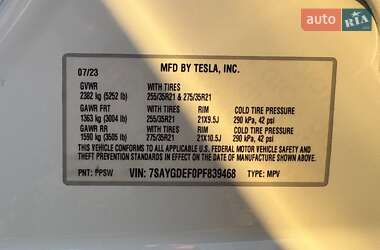 auto RIA
07/23 MFD BY TESLA, INC.
GVWR WITH TIRES
2382 kg (5252 lb) 255/35R21 & 275/35R21
GAWR FRT WITH TIRES RIM COLD TIRE PRESSURE
1363 kg (3004 lb) 255/35R21 21X9.5J 290 kPa, 42 psi
GAWR RR WITH TIRES RIM COLD TIRE PRESSURE
1590 kg (3505 lb) 275/35R21 21X10.5J 290 kPa, 42 psi
THIS VEHICLE CONFORMS TO ALL APPLICABLE U.S. FEDERAL MOTOR VEHICLE SAFETY AND
THEFT PREVENTION STANDARDS IN EFFECT ON THE DATE OF MANUFACTURE SHOWN ABOVE.
PNT: PPSW VIN: 7SAYGDEF0PF839468 TYPE: MPV